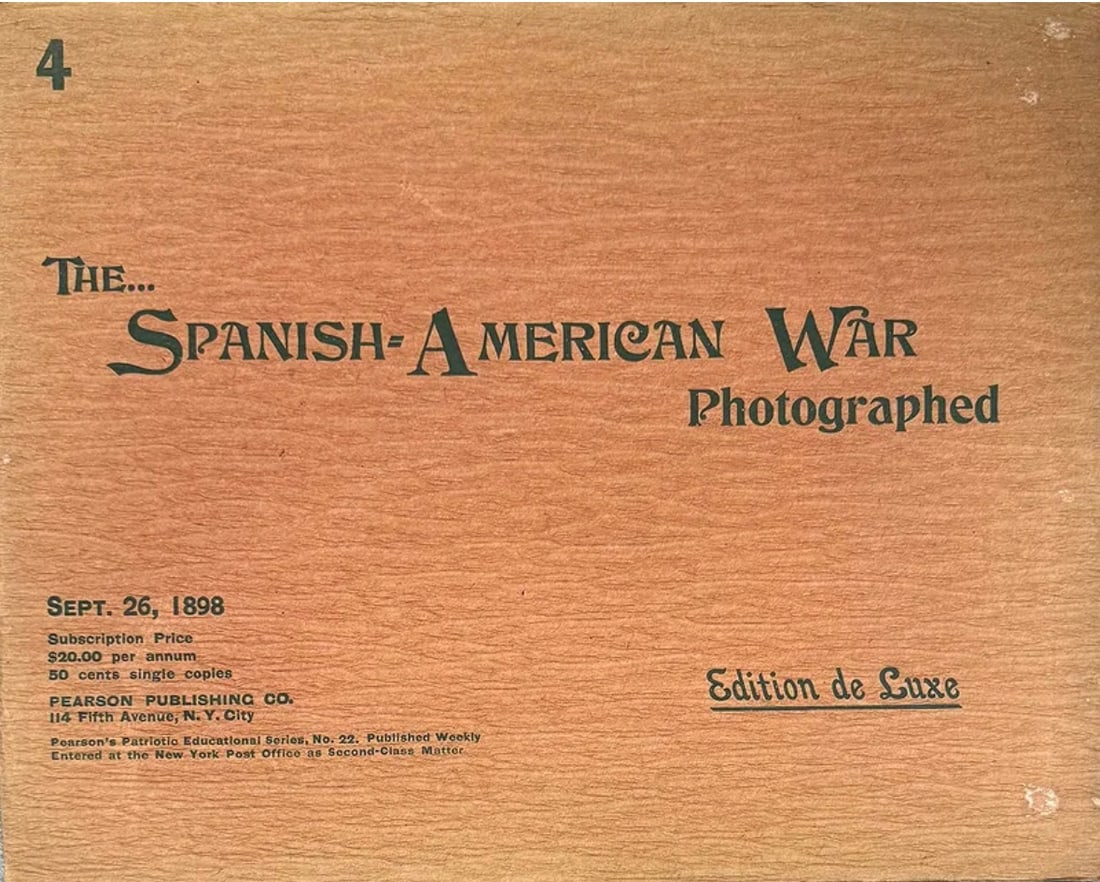 4
THE...
SPANISH-AMERICAN WAR
Photographed
SEPT. 26, 1898
Subscription Price
$20.00 per annum
50 cents single copies
PEARSON PUBLISHING CO.
114 Fifth Avenue, N. Y. City
Pearson's Patriotic Educational Series, No. 22. Published Weekly
Entered at the New York Post Office as Second-Class Matter
Edition de Luxe